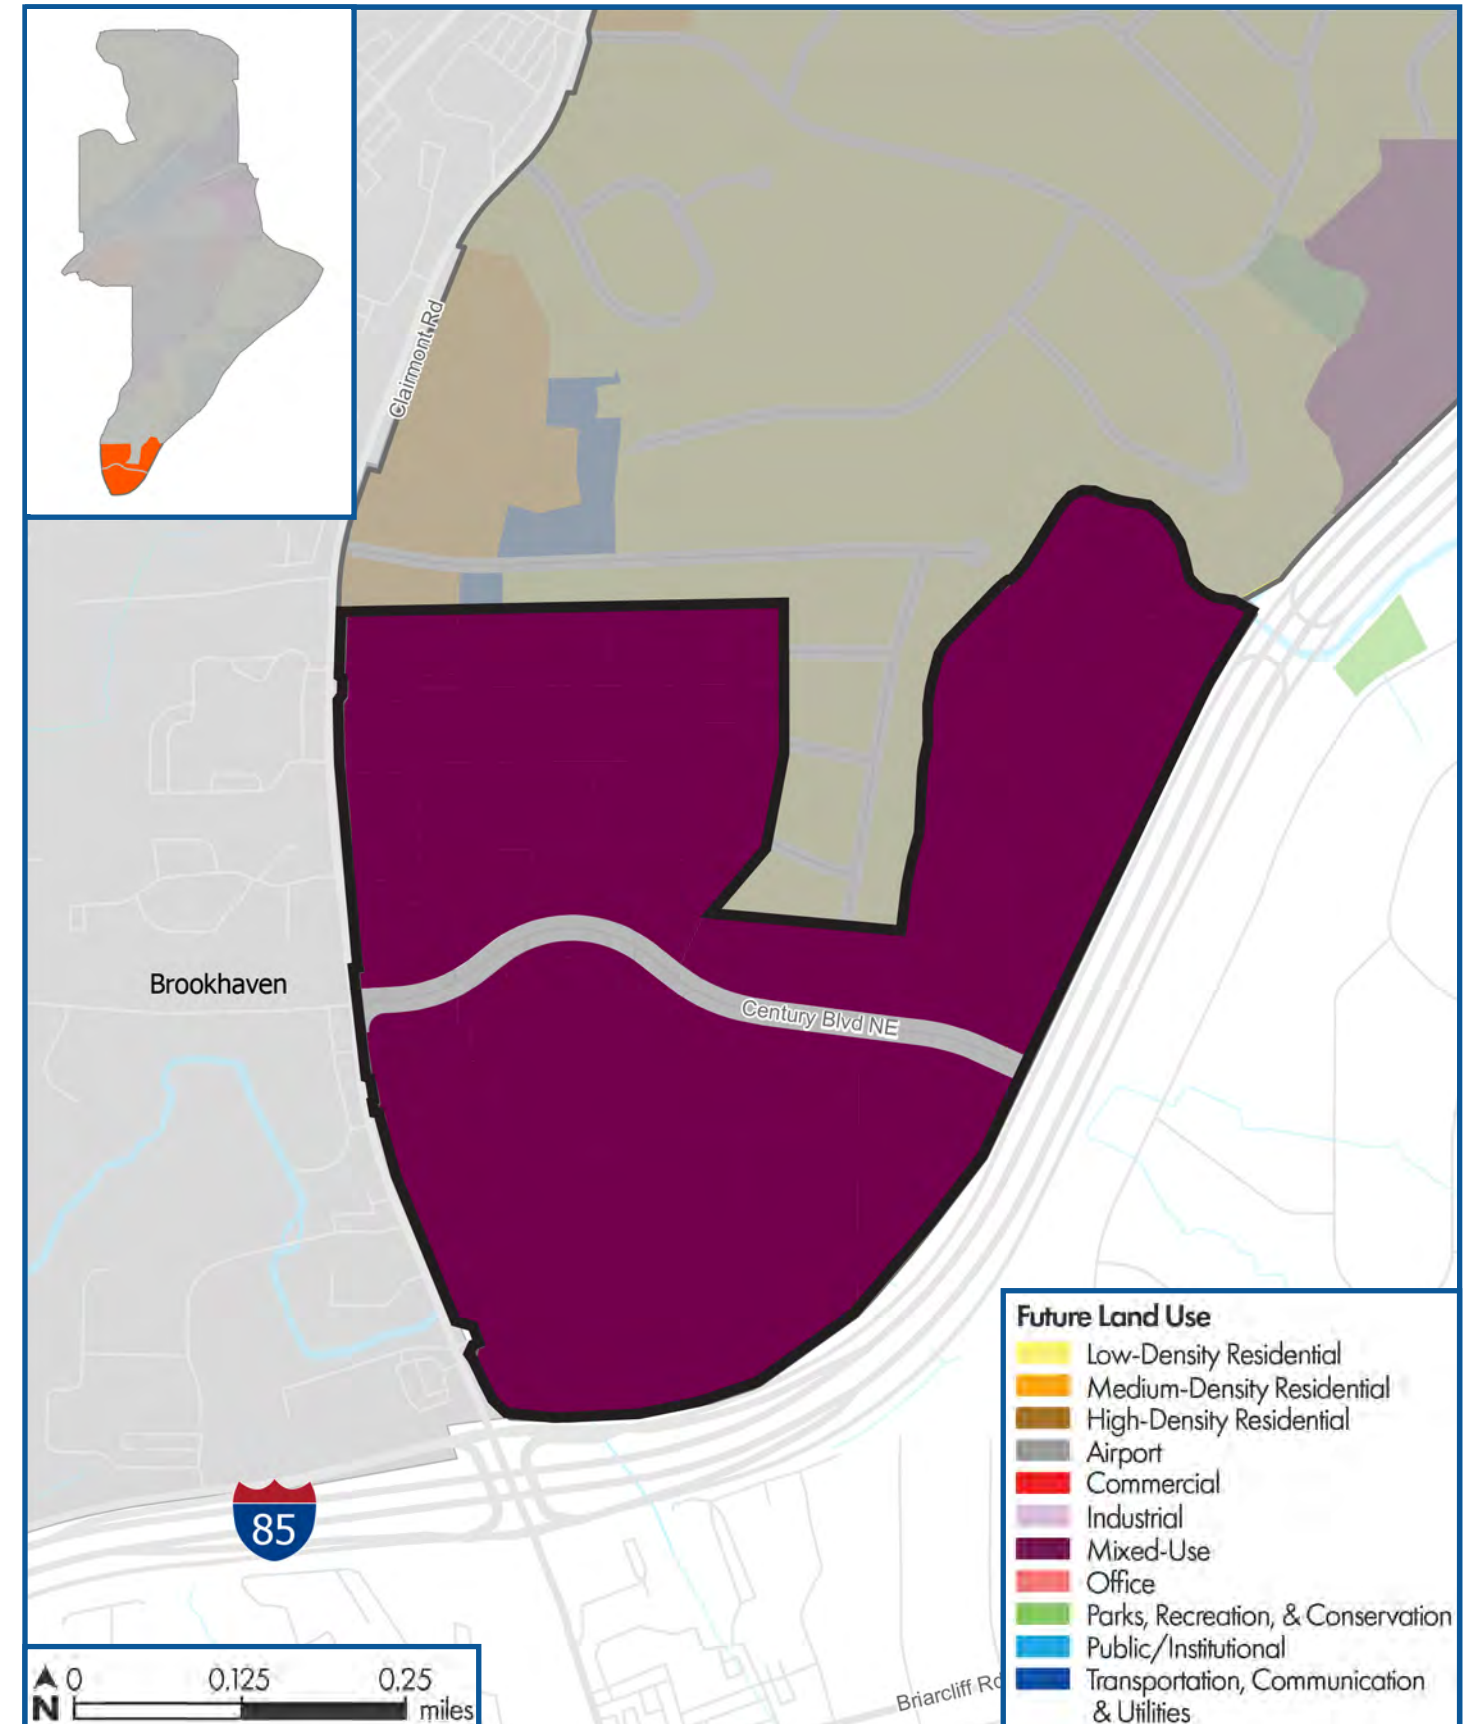 Clairmont Rd
Brookhaven
Century Blvd NE
85
Future Land Use
Low-Density Residential
Medium-Density Residential
High-Density Residential
Airport
Commercial
Industrial
Mixed-Use
Office
Parks, Recreation, & Conservation
Public/Institutional
Transportation, Communication
& Utilities
Briarcliff Rd
0 0.125 0.25
N miles